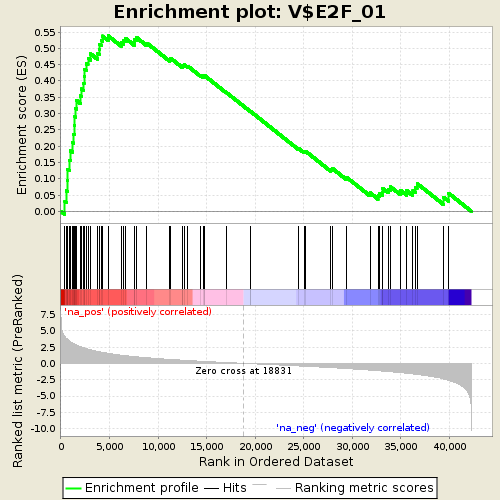 Enrichment plot: V$E2F_01
Enrichment score (ES)
0.55
0.50
0.45
0.40
0.35
0.30
0.25
0.20
0.15
0.10
0.05
0.00
Ranked list metric (PreRanked)
7.5
5.0
2.5
0.0
-2.5
-5.0
-7.5
-10.0
'na_pos' (positively correlated)
Zero cross at 18831
'na_neg' (negatively correlated)
0 5,000 10,000 15,000 20,000 25,000 30,000 35,000 40,000
Rank in Ordered Dataset
Enrichment profile Hits Ranking metric scores